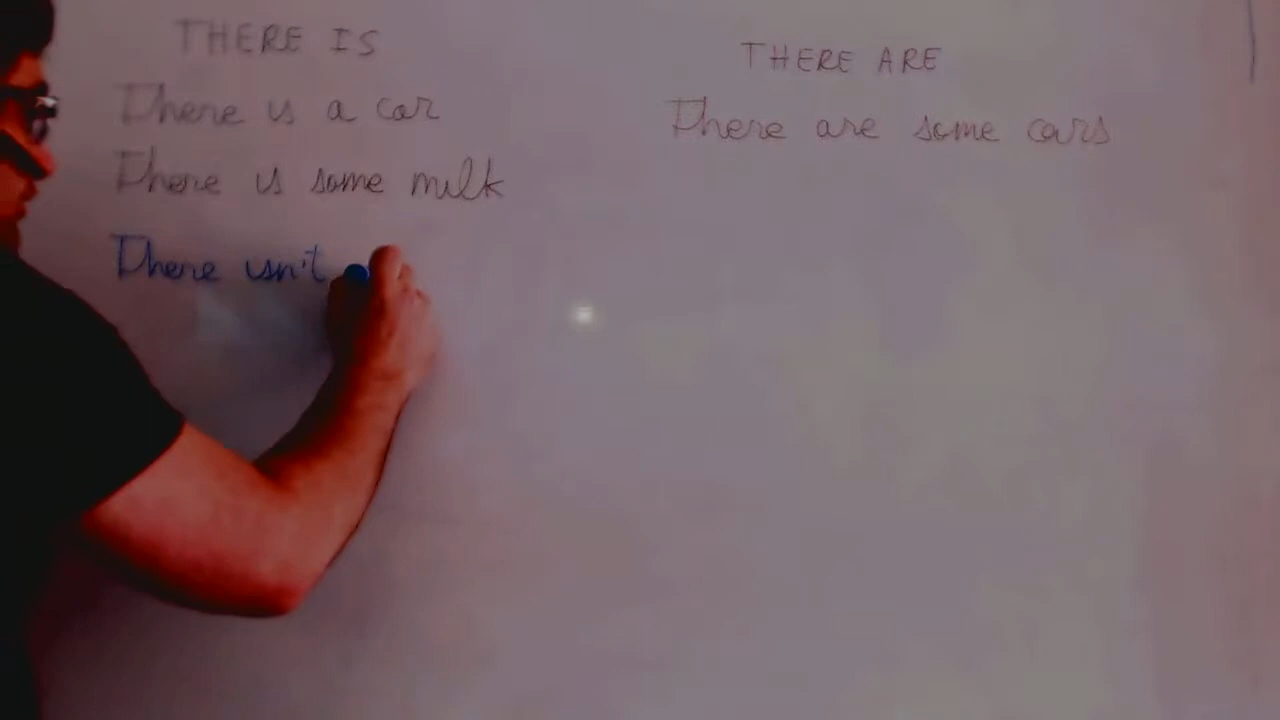 THERE IS
There is a car
There is some milk
There isn't
THERE ARE
There are some cars